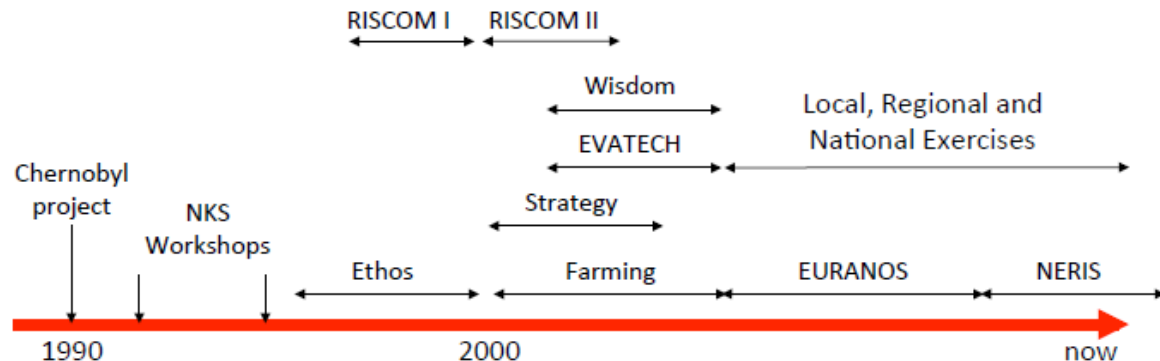 RISCOM I
RISCOM II
Wisdom
Local, Regional and
National Exercises
EVATECH
Chernobyl
project
NKS
Workshops
Strategy
Ethos
Farming
EURANOS
NERIS
1990
2000
now